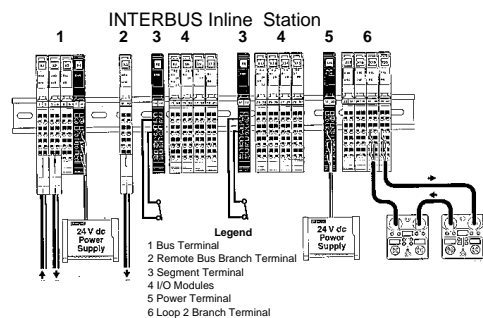 INTERBUS Inline Station
1 2 3 4 3 4 5 6
24 V dc
Power
Supply
24 V dc
Power
Supply
Legend
1 Bus Terminal
2 Remote Bus Branch Terminal
3 Segment Terminal
4 I/O Modules
5 Power Terminal
6 Loop 2 Branch Terminal